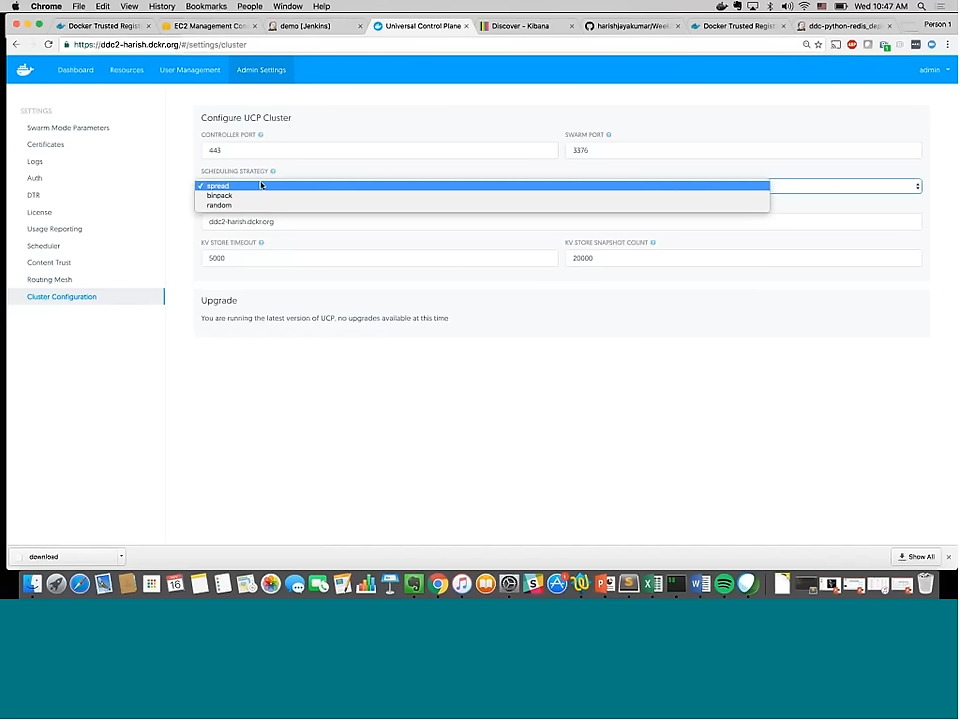 Chrome File Edit View History Bookmarks People Window Help Wed 10:47 AM
Docker Trusted Regist EC2 Management Con demo [Jenkins] Universal Control Plane Discover - Kibana harishjayakumar/Week Docker Trusted Regist ddc-python-redis_de Person 1
https://ddc2-harish.dckr.org/#/settings/cluster
Dashboard Resources User Management Admin Settings admin
SETTINGS
Swarm Mode Parameters
Certificates
Logs
Auth
DTR
License
Usage Reporting
Scheduler
Content Trust
Routing Mesh
Cluster Configuration
Configure UCP Cluster
CONTROLLER PORT SWARM PORT
443 3376
SCHEDULING STRATEGY
✓ spread
binpack
random
ddc2-harish.dckr.org
KV STORE TIMEOUT KV STORE SNAPSHOT COUNT
5000 20000
Upgrade
You are running the latest version of UCP, no upgrades available at this time
download Show All
16